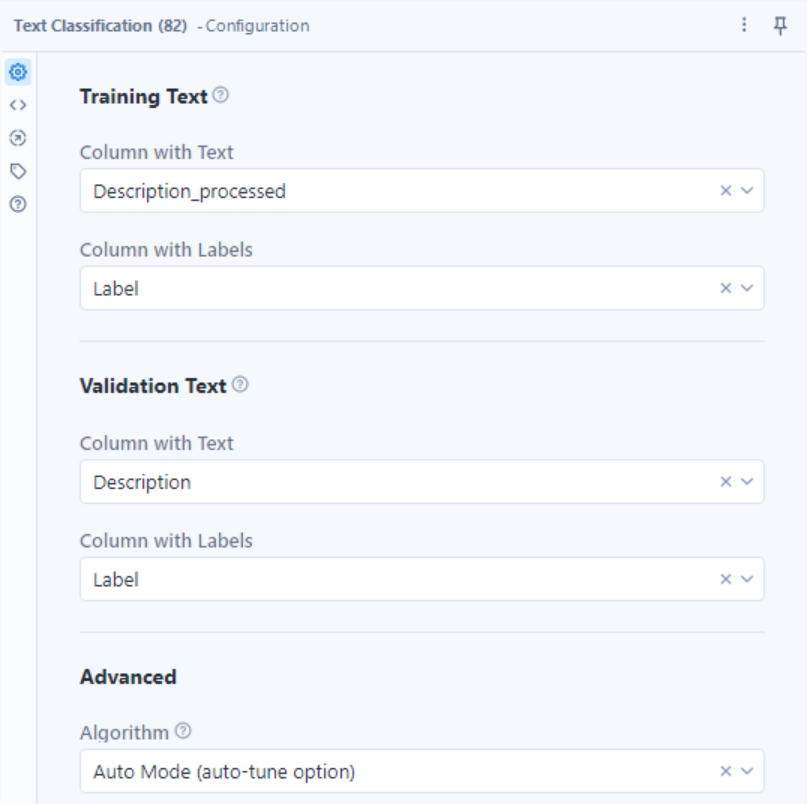 Text Classification (82) - Configuration
Training Text
Column with Text
Description_processed
Column with Labels
Label
Validation Text
Column with Text
Description
Column with Labels
Label
Advanced
Algorithm
Auto Mode (auto-tune option)